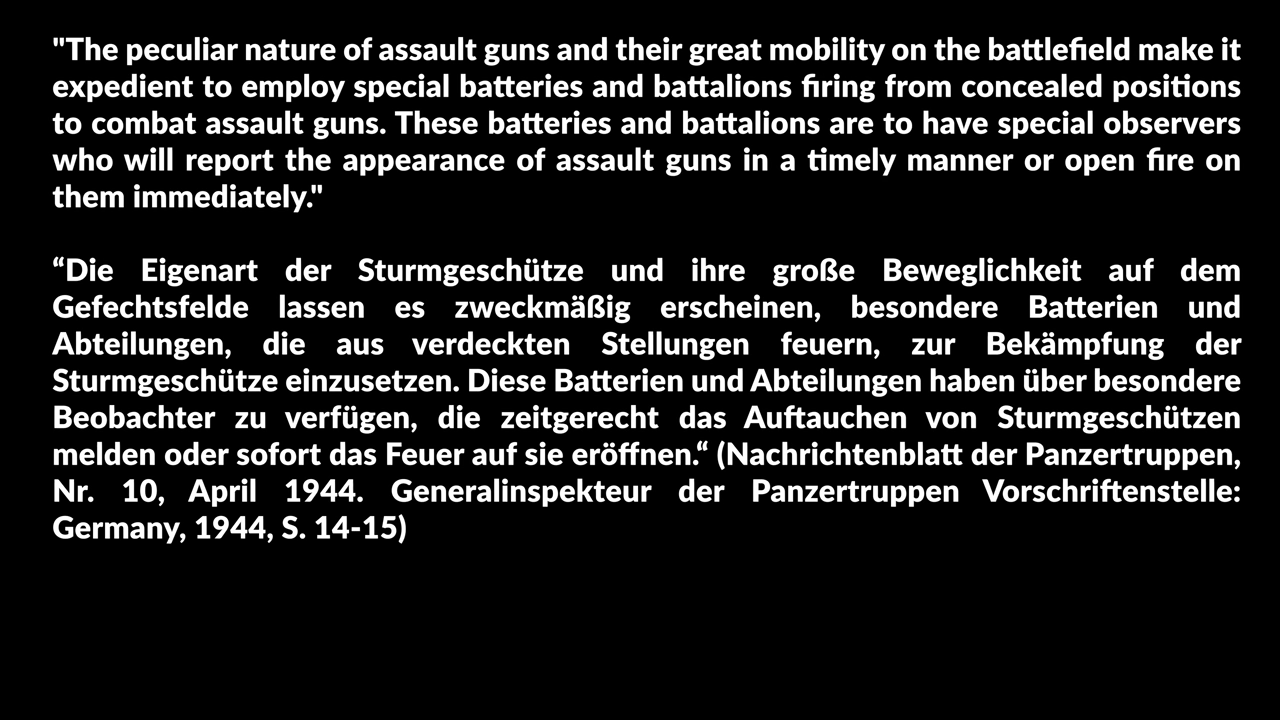 "The peculiar nature of assault guns and their great mobility on the battlefield make it
expedient to employ special batteries and battalions firing from concealed positions
to combat assault guns. These batteries and battalions are to have special observers
who will report the appearance of assault guns in a timely manner or open fire on
them immediately."
“Die Eigenart der Sturmgeschütze und ihre große Beweglichkeit auf dem
Gefechtsfelde lassen es zweckmäßig erscheinen, besondere Batterien und
Abteilungen, die aus verdeckten Stellungen feuern, zur Bekämpfung der
Sturmgeschütze einzusetzen. Diese Batterien und Abteilungen haben über besondere
Beobachter zu verfügen, die zeitgerecht das Auftauchen von Sturmgeschützen
melden oder sofort das Feuer auf sie eröffnen.“ (Nachrichtenblatt der Panzertruppen,
Nr. 10, April 1944. Generalinspekteur der Panzertruppen Vorschriftenstelle:
Germany, 1944, S. 14-15)